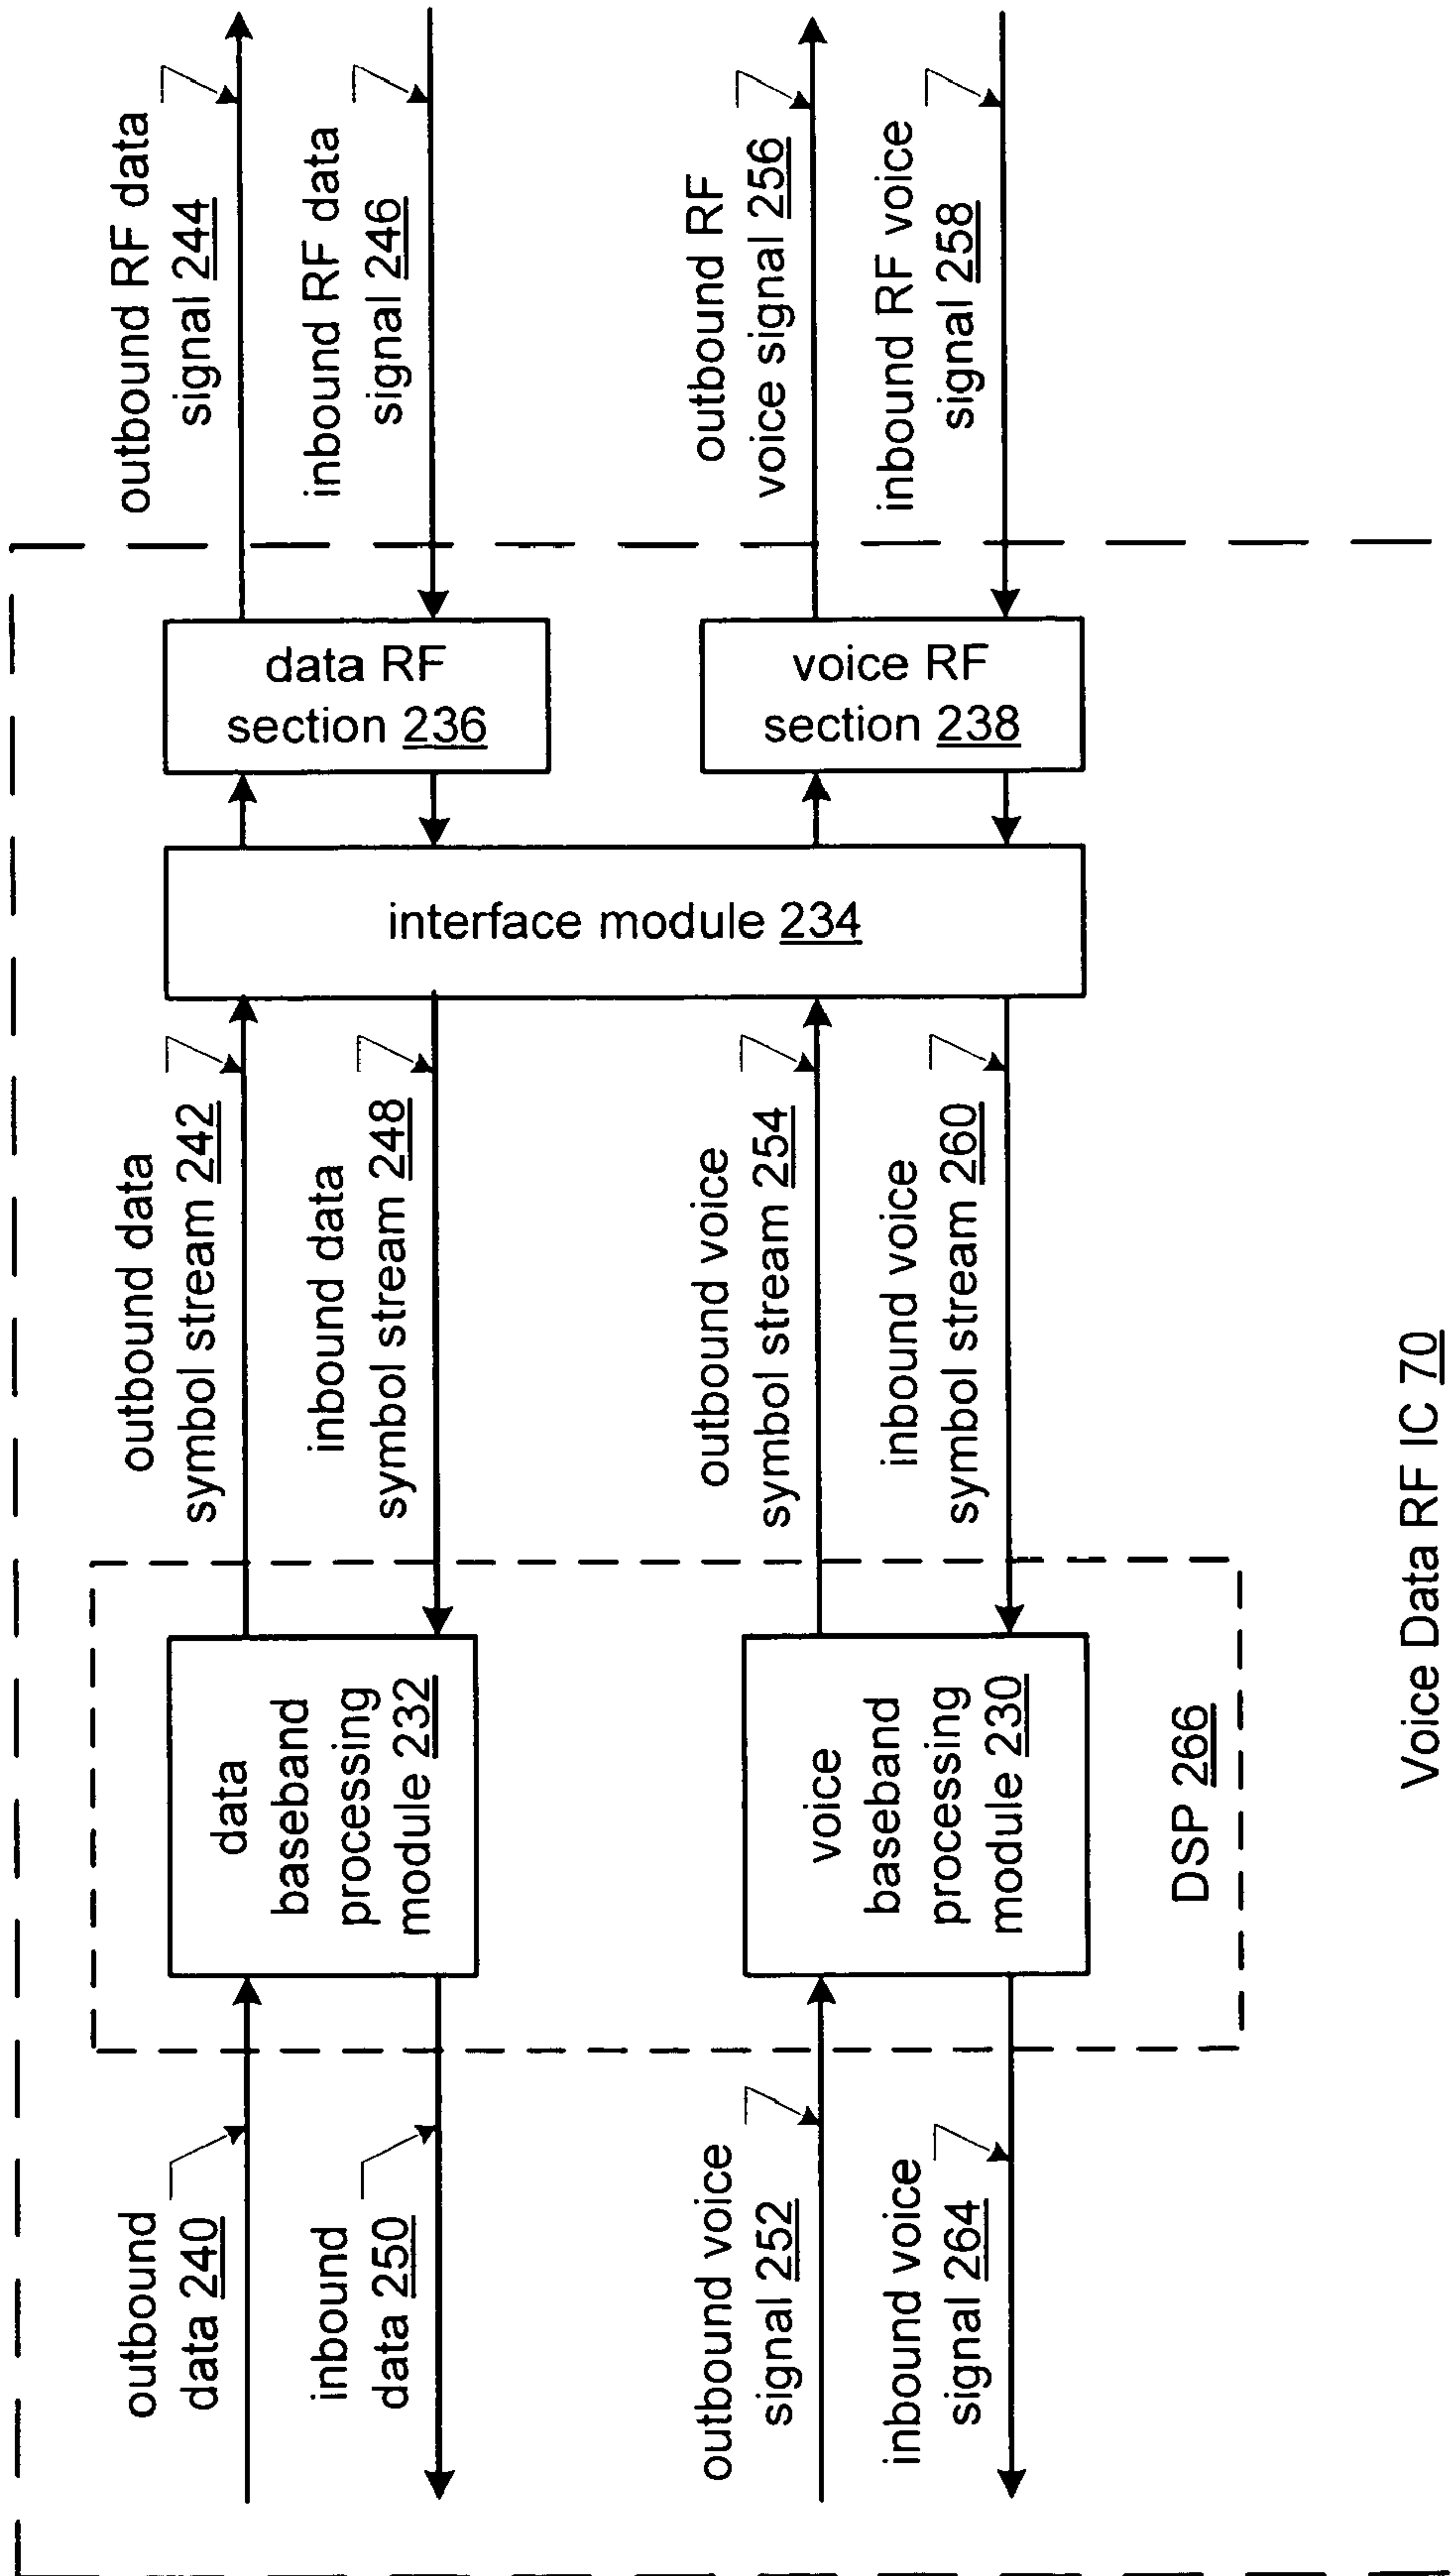 outbound
data 240
inbound
data 250
outbound voice
signal 252
inbound voice
signal 264
data
baseband
processing
module 232
voice
baseband
processing
module 230
DSP 266
outbound data
symbol stream 242
inbound data
symbol stream 248
outbound voice
symbol stream 254
inbound voice
symbol stream 260
interface module 234
data RF
section 236
voice RF
section 238
outbound RF data
signal 244
inbound RF data
signal 246
outbound RF
voice signal 256
inbound RF voice
signal 258
Voice Data RF IC 70